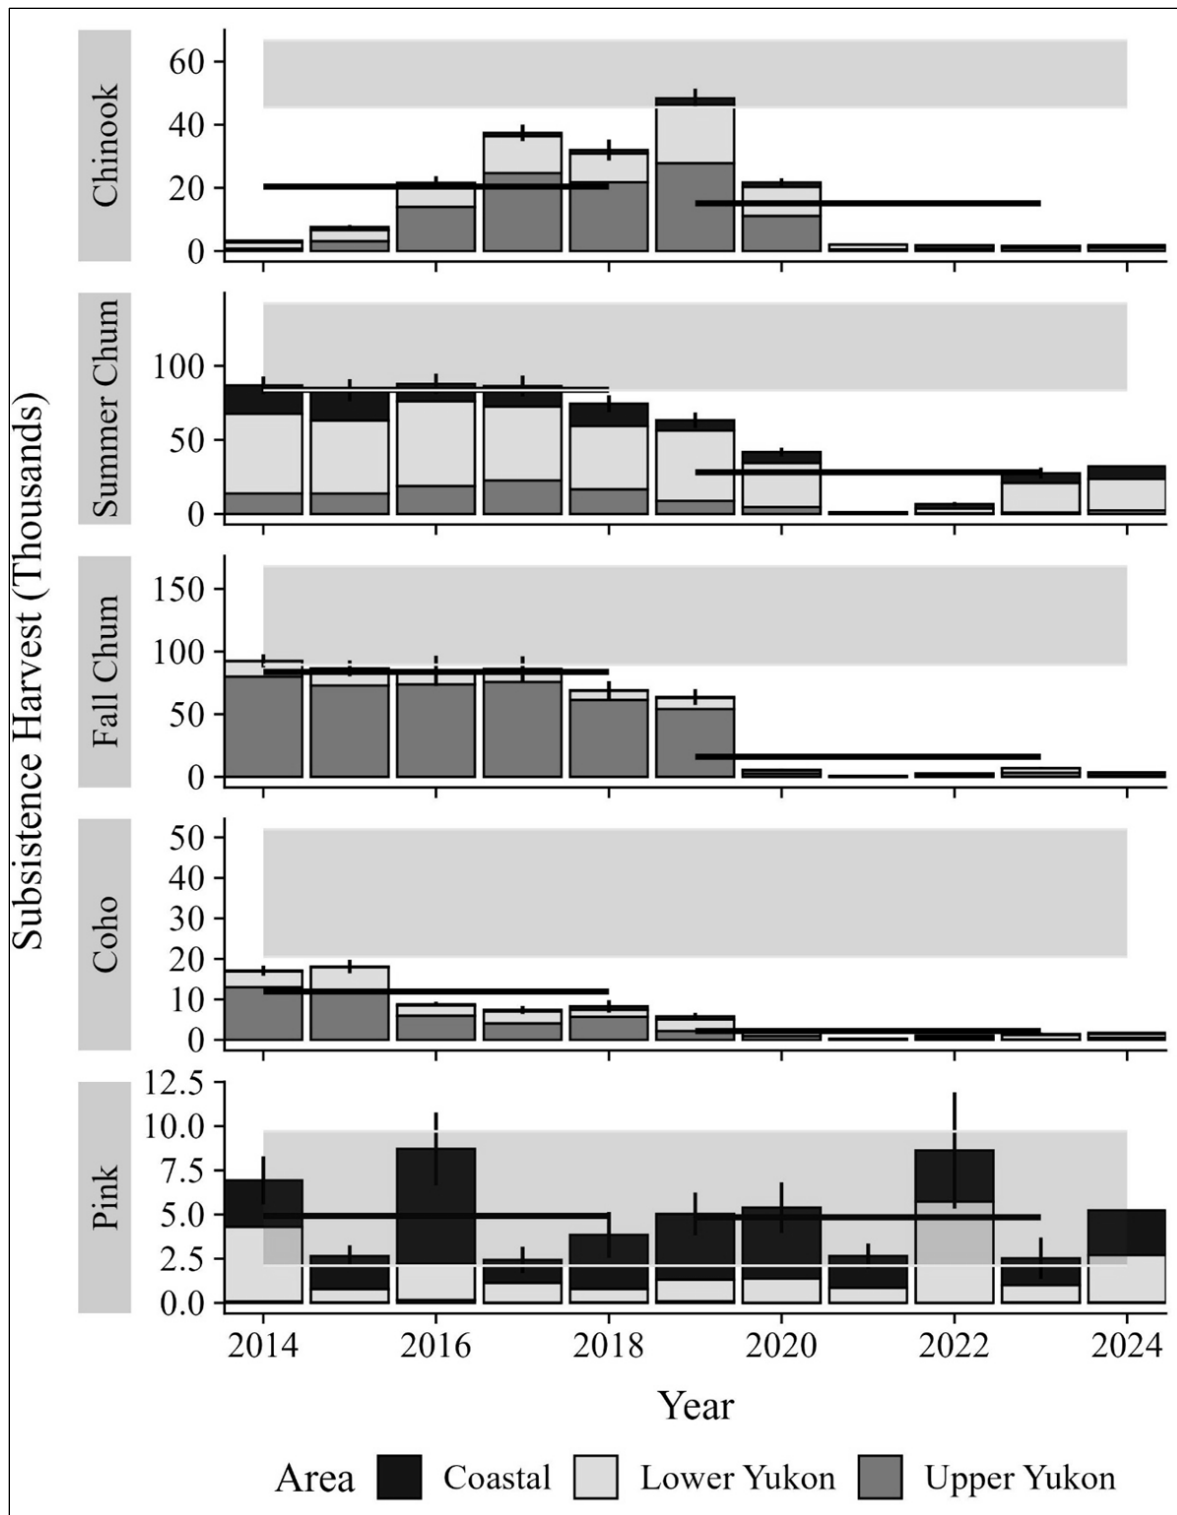 Subsistence Harvest (Thousands)
Chinook
60
40
20
0
Summer Chum
100
50
0
Fall Chum
150
100
50
0
Coho
50
40
30
20
10
0
Pink
12.5
10.0
7.5
5.0
2.5
0.0
2014 2016 2018 2020 2022 2024
Year
Area Coastal Lower Yukon Upper Yukon